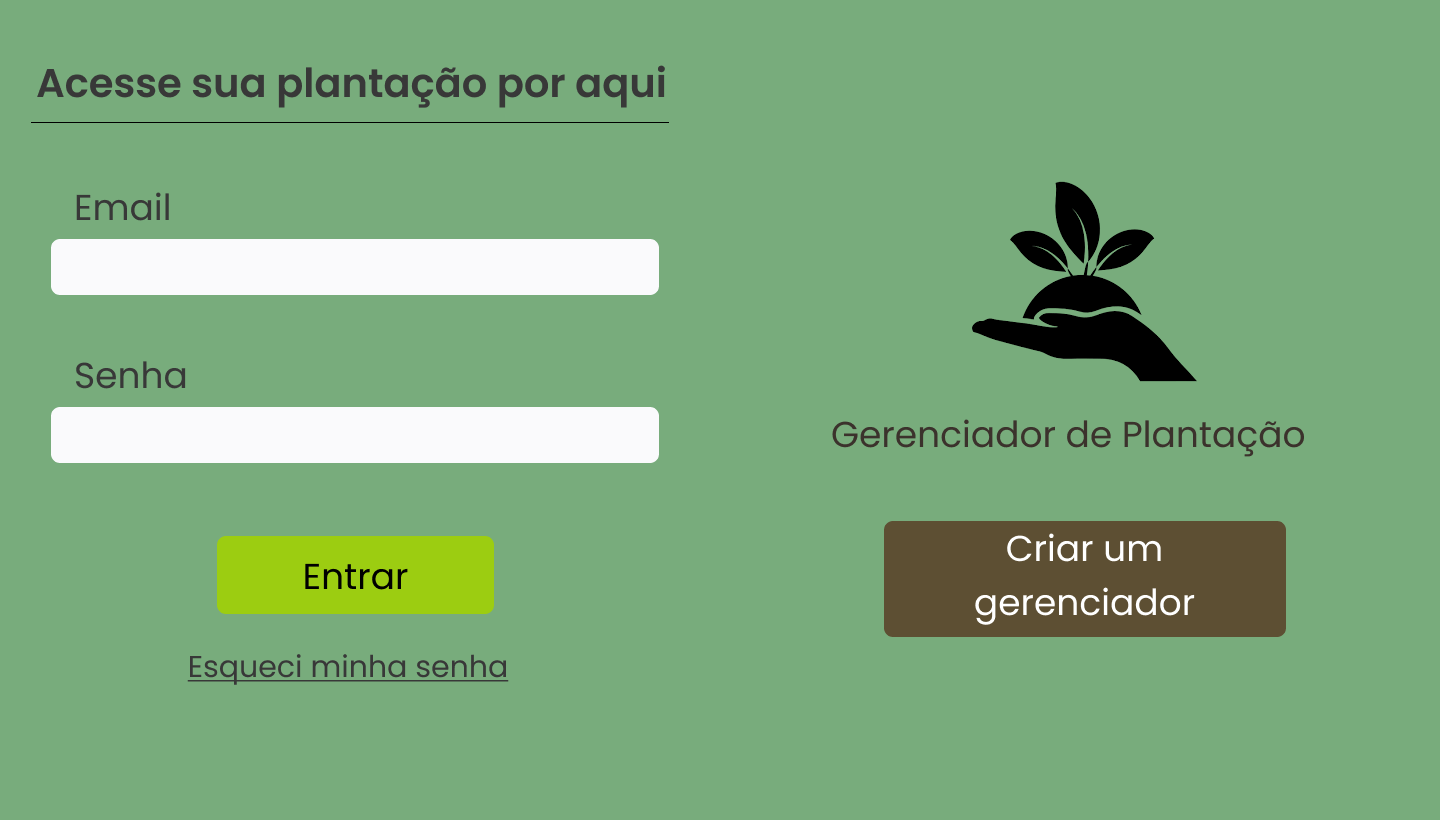 Acesse sua plantação por aqui
Email
Senha
Entrar
Esqueci minha senha
Gerenciador de Plantação
Criar um
gerenciador